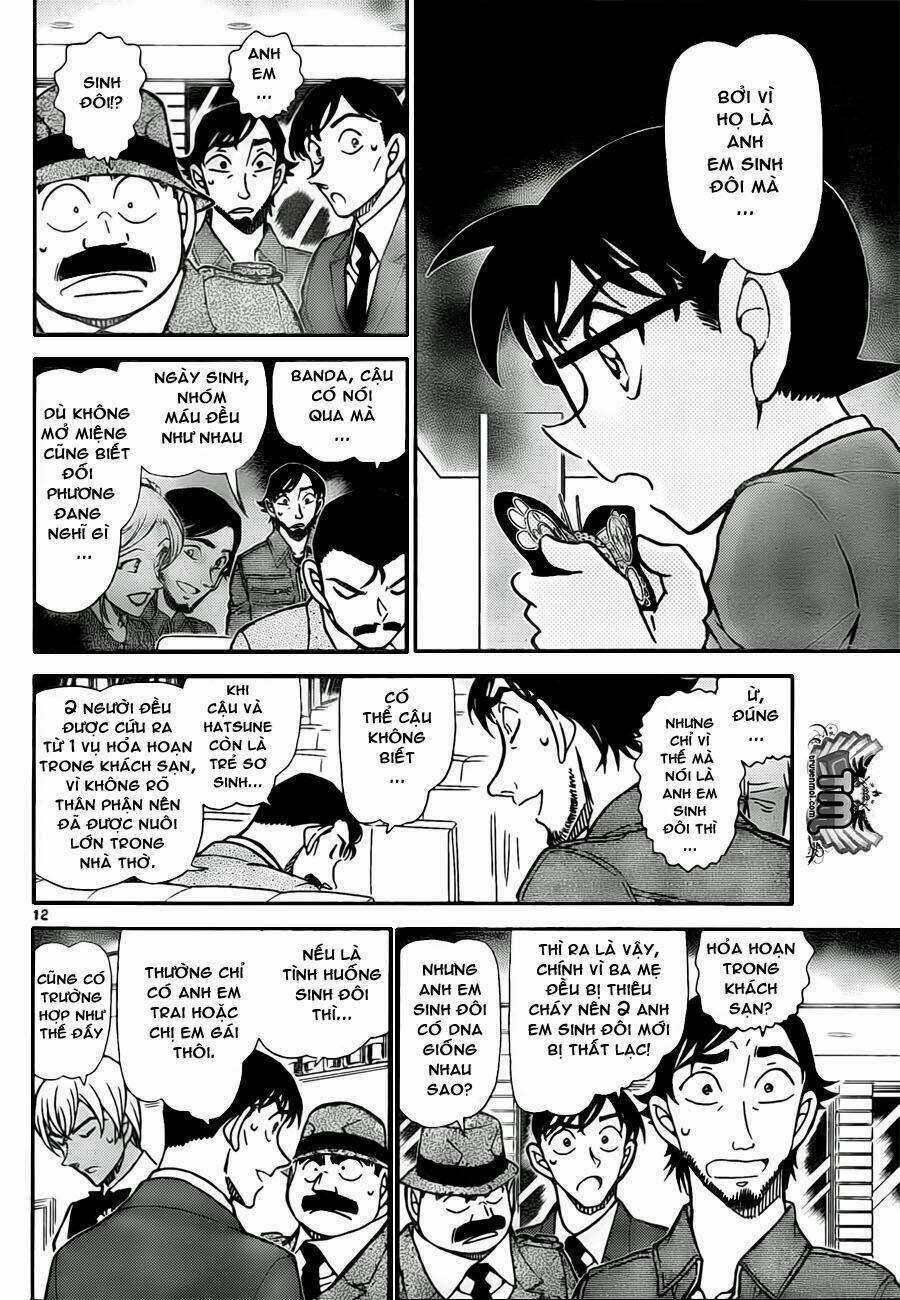 BỞI VÌ
HỌ LÀ
ANH
EM SINH
ĐÔI MÀ
...
ANH
EM
...
SINH
ĐÔI!?
BANDA, CẬU
CÓ NÓI
QUA MÀ
...
NGÀY SINH,
NHÓM
MÁU ĐỀU
NHƯ NHAU
DÙ KHÔNG
MỞ MIỆNG
CŨNG BIẾT
ĐỐI
PHƯƠNG
ĐANG
NGHĨ GÌ
...
Ừ,
ĐÚNG
...
NHƯNG
CHỈ VÌ
THẾ MÀ
NÓI LÀ
ANH EM
SINH
ĐÔI THÌ
...
CÓ
THỂ CẬU
KHÔNG
BIẾT
...
KHI
CẬU VÀ
HATSUNE
CÒN LÀ
TRẺ SƠ
SINH...
2 NGƯỜI ĐỀU
ĐƯỢC CỨU RA
TỪ 1 VỤ HỎA HOẠN
TRONG KHÁCH SẠN,
VÌ KHÔNG RÕ
THÂN PHẬN NÊN
ĐÃ ĐƯỢC NUÔI
LỚN TRONG
NHÀ THỜ.
truyenmoi.com
TM
12
HỎA HOẠN
TRONG
KHÁCH
SẠN?
THÌ RA LÀ VẬY,
CHÍNH VÌ BA MẸ
ĐỀU BỊ THIÊU
CHÁY NÊN 2 ANH
EM SINH ĐÔI MỚI
BỊ THẤT LẠC!
NHƯNG
ANH EM
SINH ĐÔI
CÓ DNA
GIỐNG
NHAU
SAO?
NẾU LÀ
TÌNH HUỐNG
SINH ĐÔI
THÌ...
THƯỜNG CHỈ
CÓ ANH EM
TRAI HOẶC
CHỊ EM GÁI
THÔI.
CŨNG CÓ
TRƯỜNG
HỢP NHƯ
THẾ ĐẤY